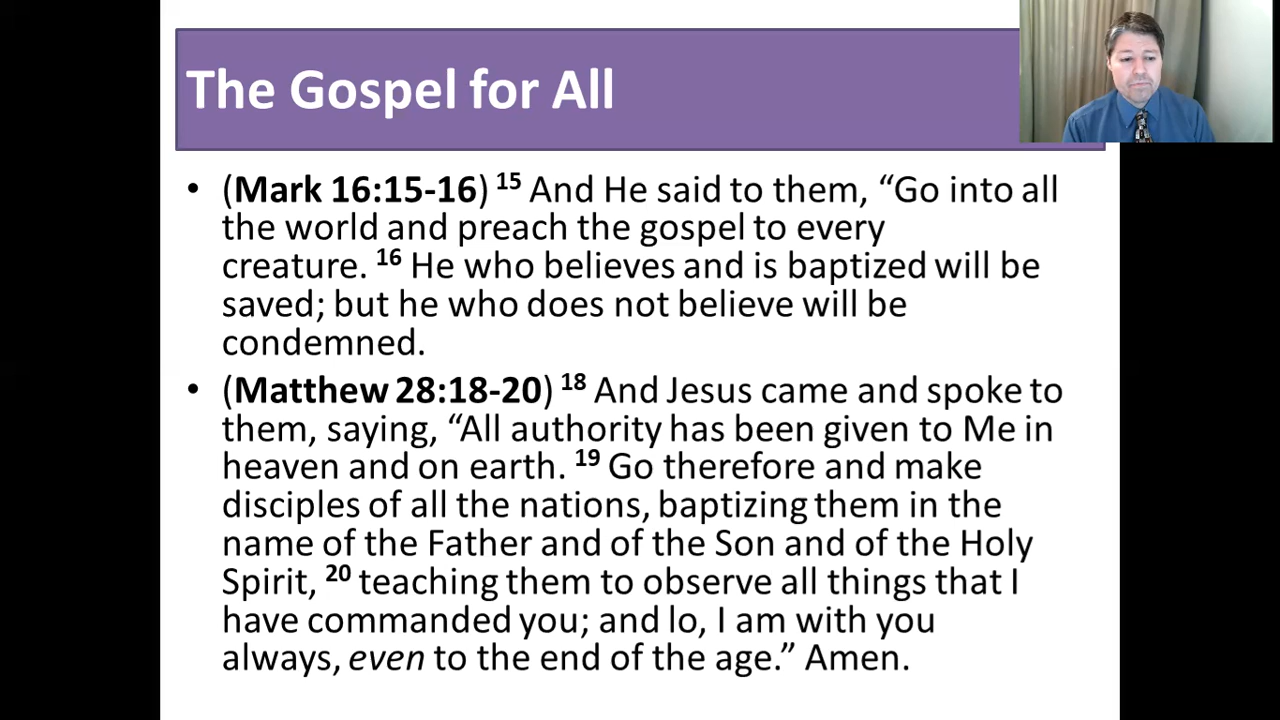 The Gospel for All
• (Mark 16:15-16) 15 And He said to them, “Go into all
the world and preach the gospel to every
creature. 16 He who believes and is baptized will be
saved; but he who does not believe will be
condemned.
• (Matthew 28:18-20) 18 And Jesus came and spoke to
them, saying, “All authority has been given to Me in
heaven and on earth. 19 Go therefore and make
disciples of all the nations, baptizing them in the
name of the Father and of the Son and of the Holy
Spirit, 20 teaching them to observe all things that I
have commanded you; and lo, I am with you
always, even to the end of the age.” Amen.